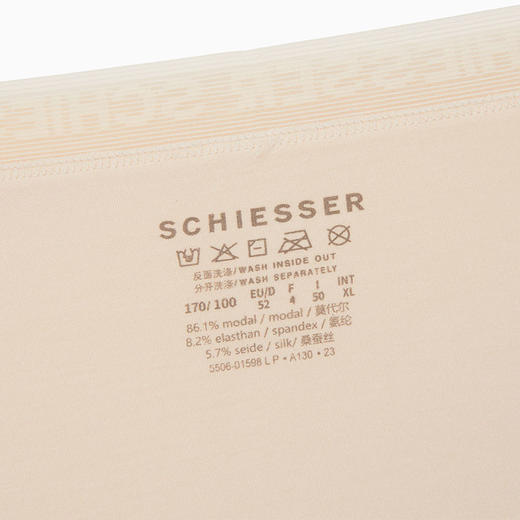 SCHIESSER
SCHIESSER
反面洗涤/WASH INSIDE OUT
分开洗涤/WASH SEPARATELY
170/100 EU/D F I INT
52 4 50 XL
86.1% modal/modal/莫代尔
8.2% elasthan/spandex/氨纶
5.7% seide/silk/桑蚕丝
5506-01598 L P • A130 • 23